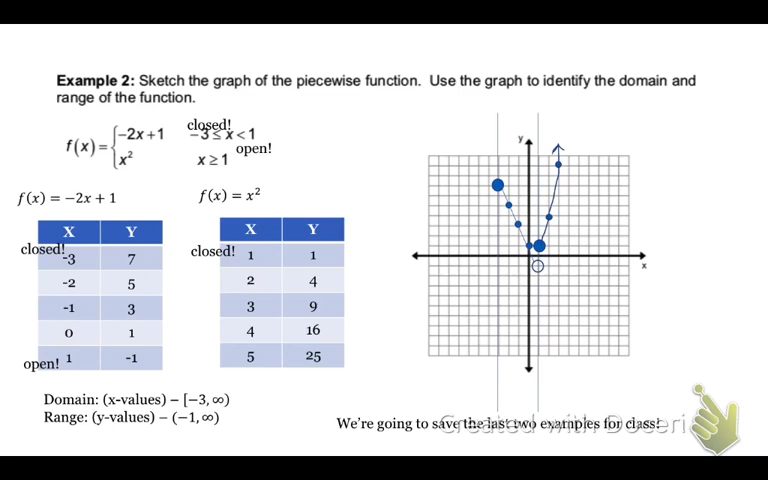 Example 2: Sketch the graph of the piecewise function. Use the graph to identify the domain and
range of the function.
closed!
f(x) = { −2x + 1 −3 ≤ x < 1
open!
x² x ≥ 1
f(x) = −2x + 1
f(x) = x²
X Y
closed! -3 7
-2 5
-1 3
0 1
open! 1 -1
X Y
closed! 1 1
2 4
3 9
4 16
5 25
y
x
Domain: (x-values) – [−3, ∞)
Range: (y-values) – (−1, ∞)
We're going to save the last two examples for class!
Created with Doceri